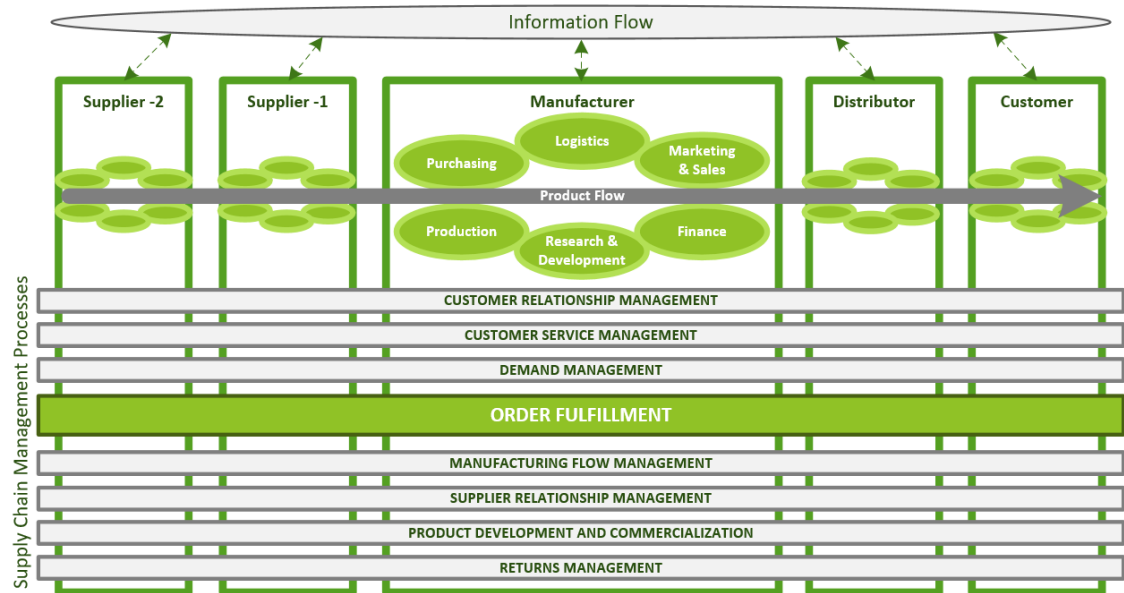 Information Flow
Supplier -2
Supplier -1
Manufacturer
Distributor
Customer
Purchasing
Logistics
Marketing
& Sales
Product Flow
Production
Research &
Development
Finance
Supply Chain Management Processes
CUSTOMER RELATIONSHIP MANAGEMENT
CUSTOMER SERVICE MANAGEMENT
DEMAND MANAGEMENT
ORDER FULFILLMENT
MANUFACTURING FLOW MANAGEMENT
SUPPLIER RELATIONSHIP MANAGEMENT
PRODUCT DEVELOPMENT AND COMMERCIALIZATION
RETURNS MANAGEMENT